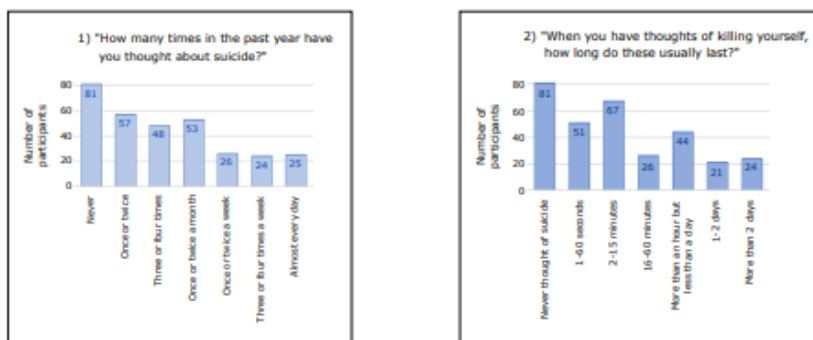 1) "How many times in the past year have
you thought about suicide?"
Number of
participants
80
60
40
20
0
81
57
48
53
26
24
25
Never
Once or twice
Three or four times
Once or twice a month
Once or twice a week
Three or four times a week
Almost every day
2) "When you have thoughts of killing yourself,
how long do these usually last?"
Number of
participants
80
60
40
20
0
81
51
67
26
44
21
24
Never thought of suicide
1-60 seconds
2-15 minutes
16-60 minutes
More than an hour but
less than a day
1-2 days
More than 2 days